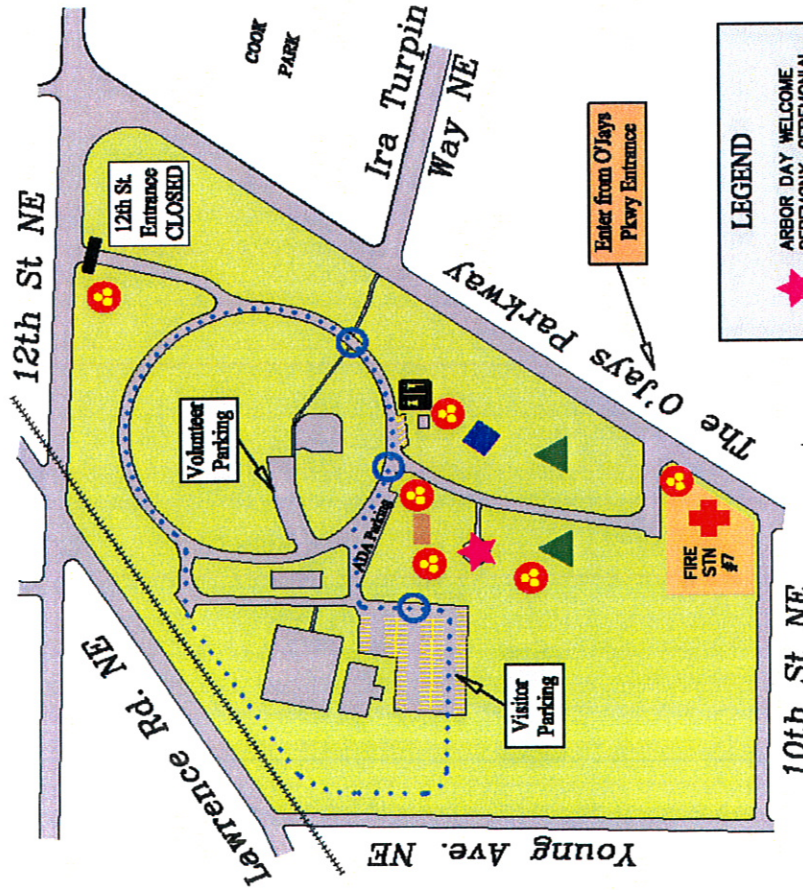 12th St NE
COOK
PARK
12th St.
Entrance
CLOSED
Ira Turpin
Way NE
Volunteer
Parking
Enter from O'Jays
Pkwy Entrance
The O'Jays Parkway
ADA Parking
Lawrence Rd. NE
FIRE
STN
#7
Visitor
Parking
Young Ave. NE
10th St. NE
LEGEND
ARBOR DAY WELCOME